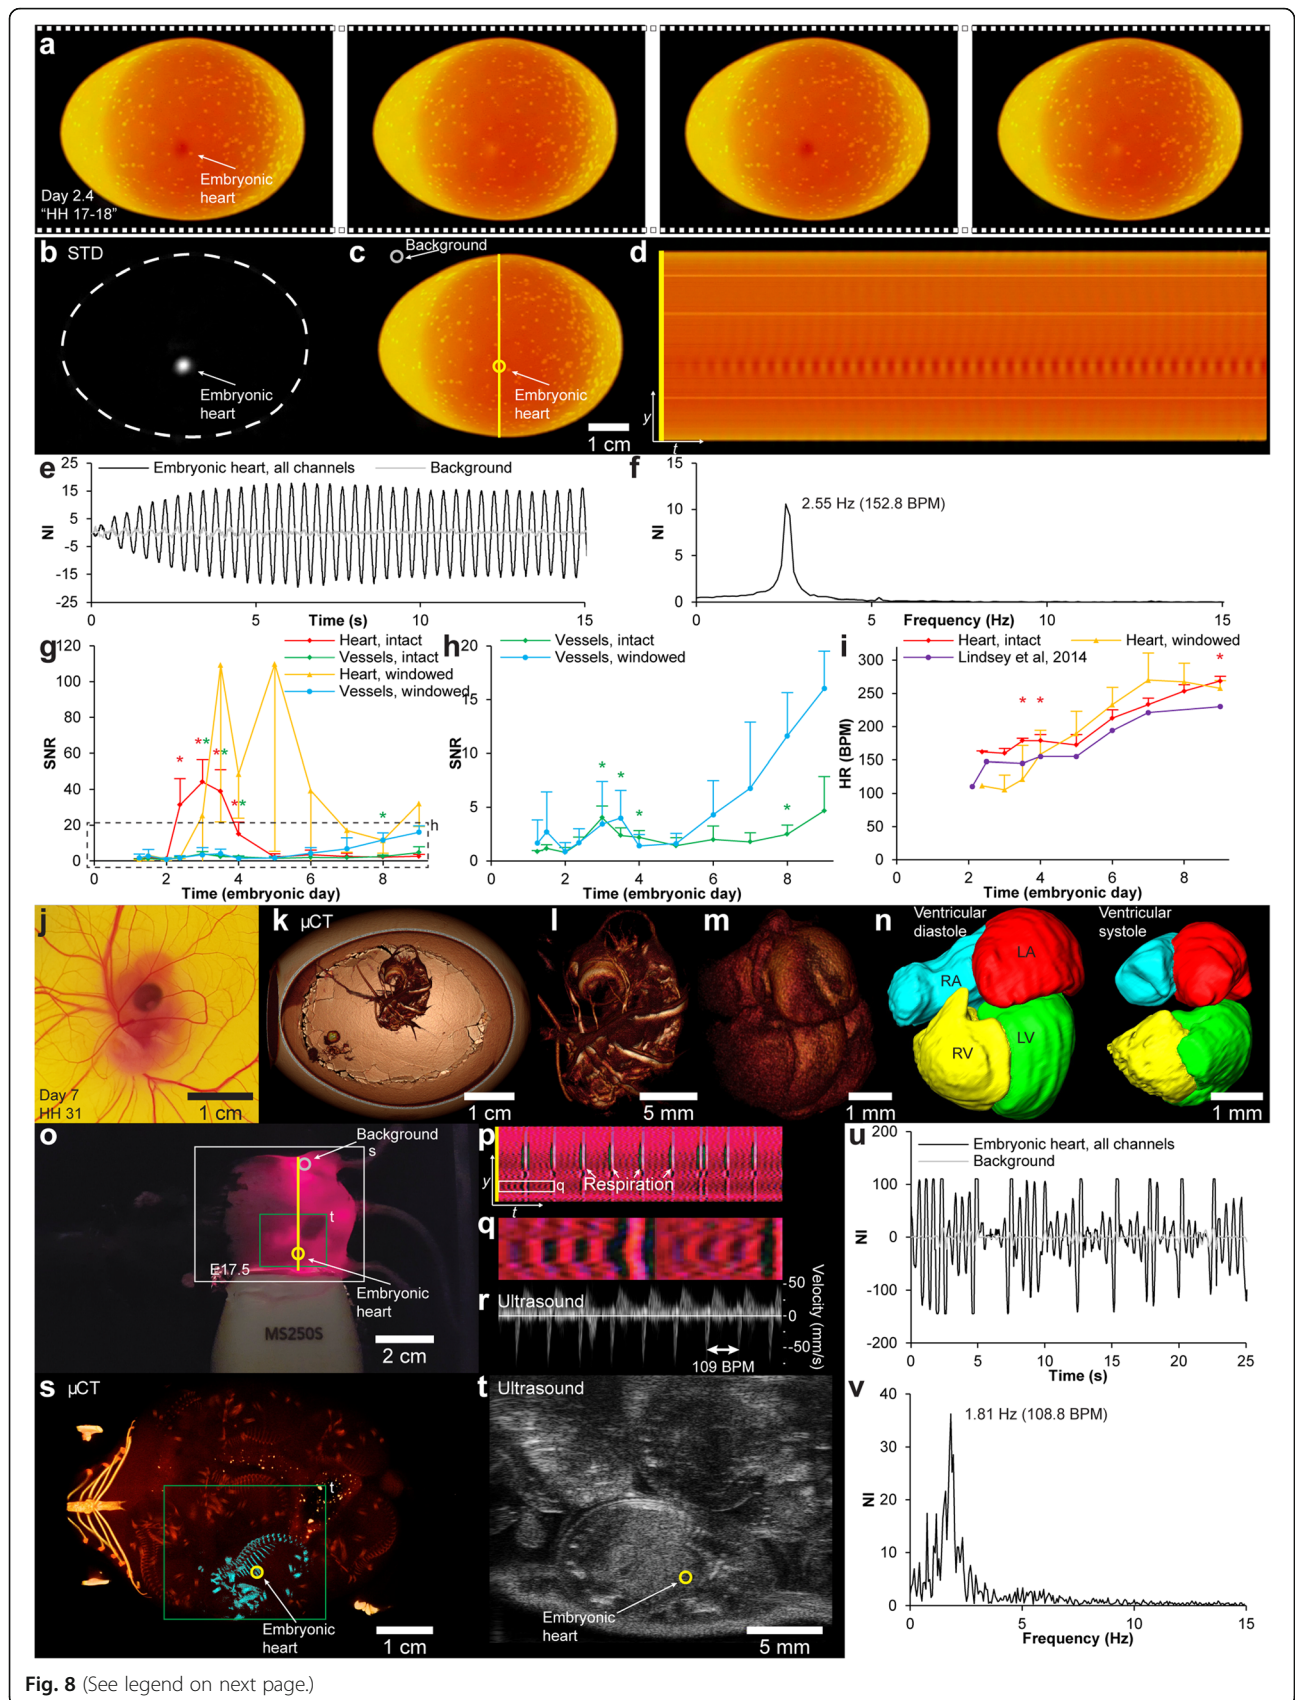 a
Embryonic
heart
Day 2.4
“HH 17-18”
b STD
Embryonic
heart
c
Background
Embryonic
heart
1 cm
d
y
t
e
Embryonic heart, all channels
Background
25
15
5
-5
-15
-25
NI
5
10
15
Time (s)
f
15
10
5
0
NI
2.55 Hz (152.8 BPM)
0
5
10
15
Frequency (Hz)
g
Heart, intact
Vessels, intact
Heart, windowed
Vessels, windowed
120
100
80
60
40
20
0
SNR
* ** ** ** *
h
0
2
4
6
8
Time (embryonic day)
h
Vessels, intact
Vessels, windowed
20
15
10
5
0
SNR
* * * *
0
2
4
6
8
Time (embryonic day)
i
Heart, intact
Heart, windowed
Lindsey et al, 2014
300
250
200
150
100
50
0
HR (BPM)
* * *
0
2
4
6
8
Time (embryonic day)
j
Day 7
HH 31
1 cm
k µCT
1 cm
l
5 mm
m
1 mm
n
Ventricular
diastole
Ventricular
systole
RA
LA
RV
LV
1 mm
o
Background
s
t
E17.5
Embryonic
heart
MS250S
2 cm
p
Respiration
q
y
t
q
r Ultrasound
50
0
-50
Velocity (mm/s)
109 BPM
s µCT
t
Embryonic
heart
1 cm
t Ultrasound
Embryonic
heart
5 mm
u
Embryonic heart, all channels
Background
200
100
0
-100
-200
NI
0
5
10
15
20
25
Time (s)
v
40
30
20
10
0
NI
1.81 Hz (108.8 BPM)
0
5
10
15
Frequency (Hz)
Fig. 8 (See legend on next page.)